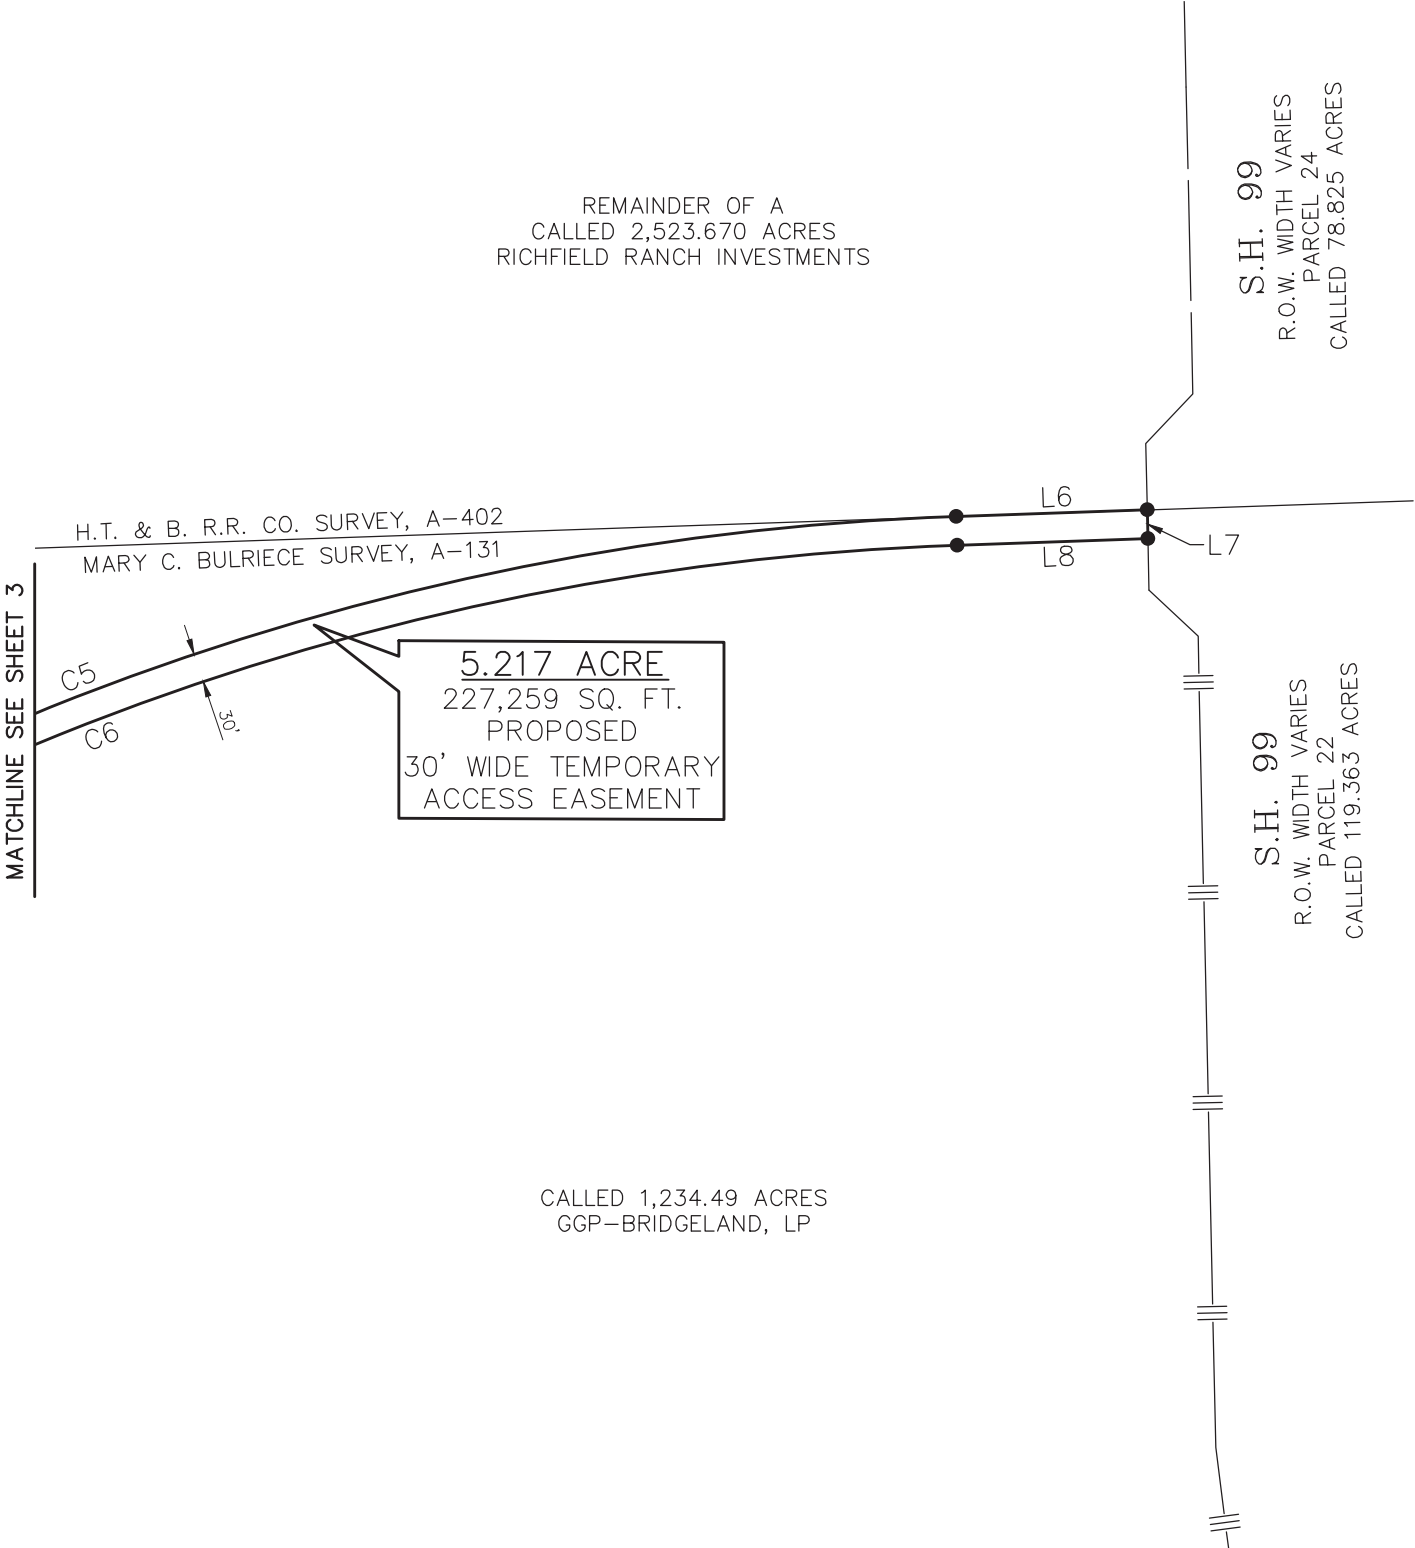 REMAINDER OF A
CALLED 2,523.670 ACRES
RICHFIELD RANCH INVESTMENTS
S.H. 99
R.O.W. WIDTH VARIES
PARCEL 24
CALLED 78.825 ACRES
H.T. & B. R.R. CO. SURVEY, A-402
MARY C. BULRIECE SURVEY, A-131
L6
L7
L8
MATCHLINE SEE SHEET 3
C5
C6
30'
5.217 ACRE
227,259 SQ. FT.
PROPOSED
30' WIDE TEMPORARY
ACCESS EASEMENT
S.H. 99
R.O.W. WIDTH VARIES
PARCEL 22
CALLED 119.363 ACRES
CALLED 1,234.49 ACRES
GGP-BRIDGELAND, LP